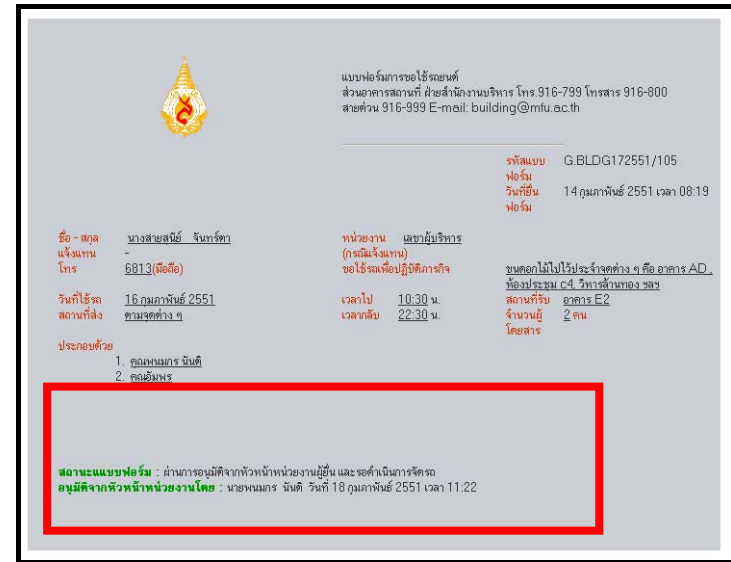 แบบฟอร์มการขอใช้รถยนต์
ส่วนอาคารสถานที่ ฝ่ายสำนักงานบริหาร โทร.916-799 โทรสาร 916-800
สายด่วน 916-999 E-mail: building@mfu.ac.th
รหัสแบบฟอร์ม G.BLDG172551/105
วันที่ยื่นฟอร์ม 14 กุมภาพันธ์ 2551 เวลา 08:19
ชื่อ - สกุล นางสายสุนีย์ จันทร์ตา หน่วยงาน เลขาผู้บริหาร
แจ้งแทน - (กรณีแจ้งแทน)
โทร 6813(มือถือ) ขอใช้รถเพื่อปฏิบัติภารกิจ ขนดอกไม้ไปไว้ประจำจุดต่าง ๆ คือ อาคาร AD ,
ห้องประชุม c4, วิหารล้านทอง ฯลฯ
วันที่ใช้รถ 16 กุมภาพันธ์ 2551 เวลาไป 10:30 น. สถานที่รับ อาคาร E2
สถานที่ส่ง ตามจุดต่าง ๆ เวลากลับ 22:30 น. จำนวนผู้โดยสาร 2 คน
ประกอบด้วย
1. คุณพนมกร นันติ
2. คุณอัมพร
สถานะแบบฟอร์ม : ผ่านการอนุมัติจากหัวหน้าหน่วยงานผู้ยื่น และรอดำเนินการจัดรถ
อนุมัติจากหัวหน้าหน่วยงานโดย : นายพนมกร นันติ วันที่ 18 กุมภาพันธ์ 2551 เวลา 11:22